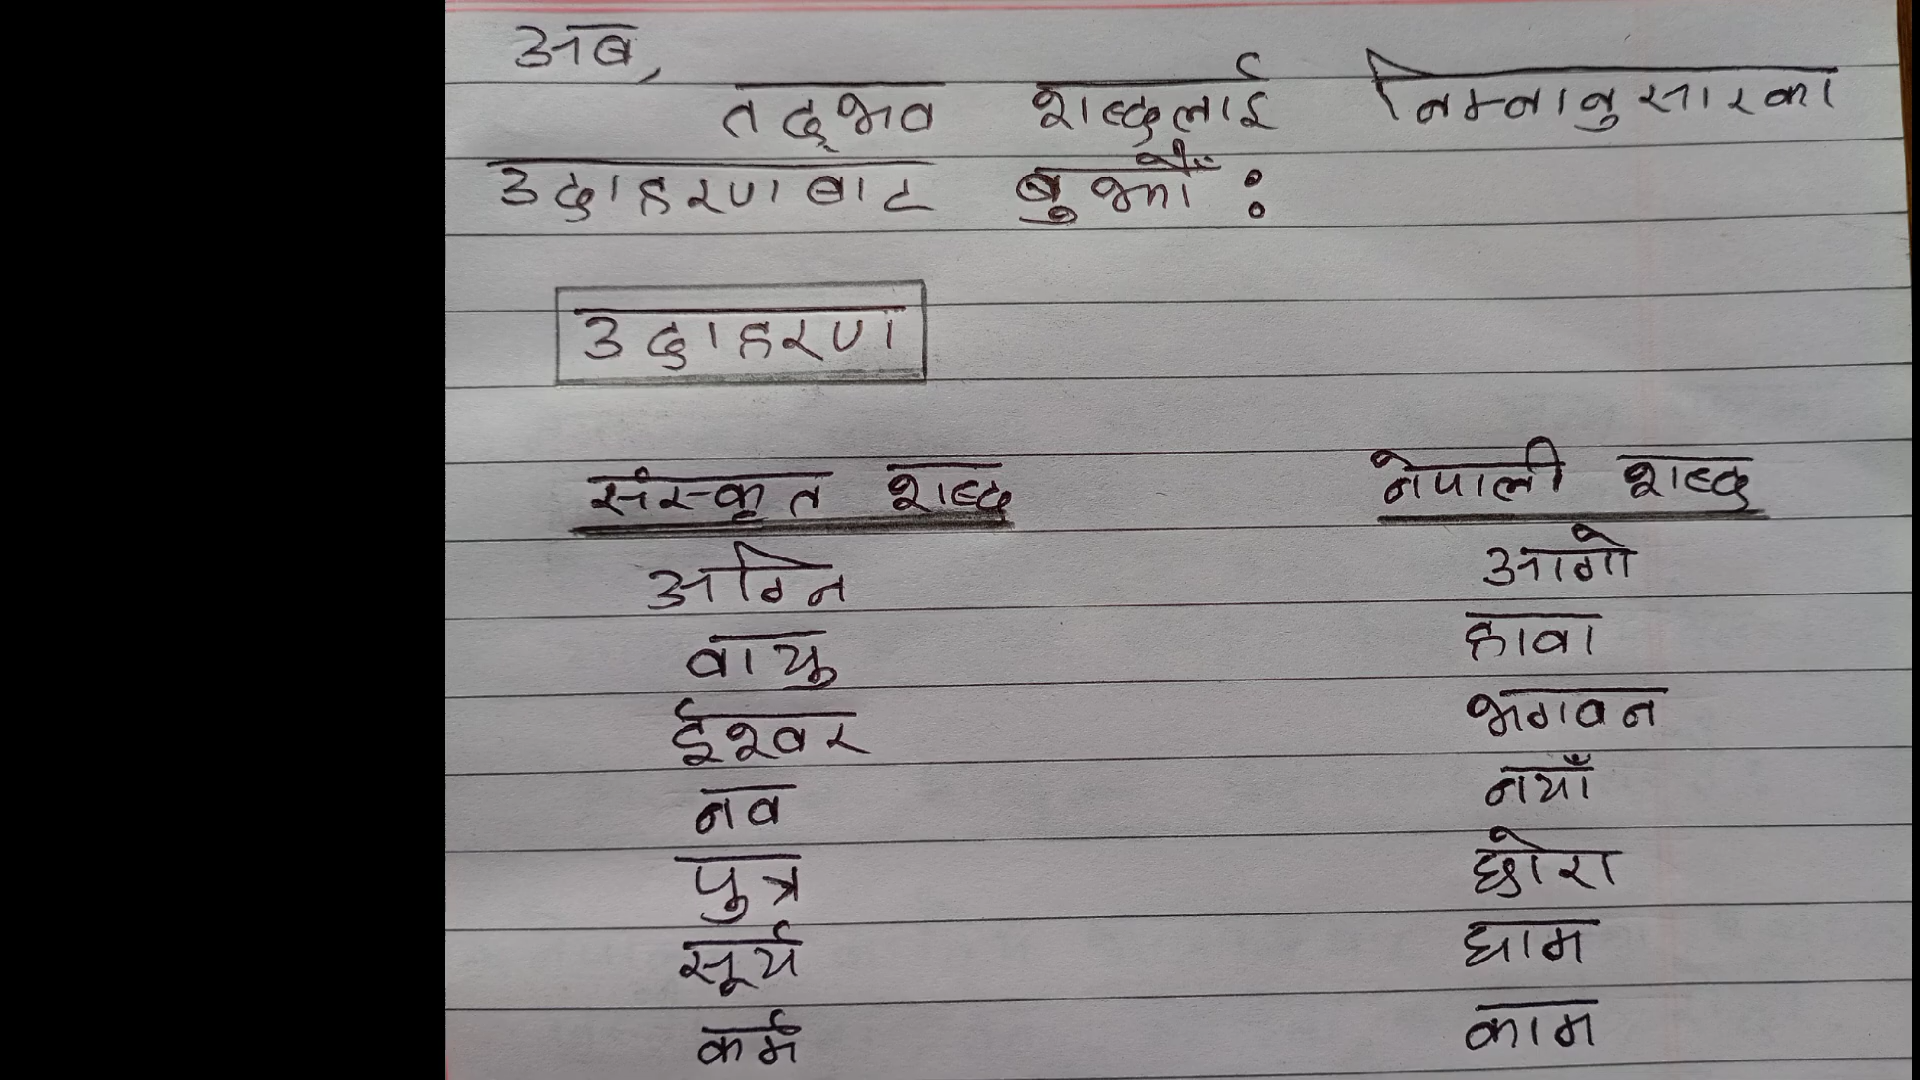 अब,
तद्भव शब्दलाई निम्नानुसारका
उदाहरणबाट बुझौं :
उदाहरण
संस्कृत शब्द नेपाली शब्द
अग्नि आगो
वायु हावा
ईश्वर भगवन
नव नयाँ
पुत्र छोरा
सूर्य घाम
कर्म काम